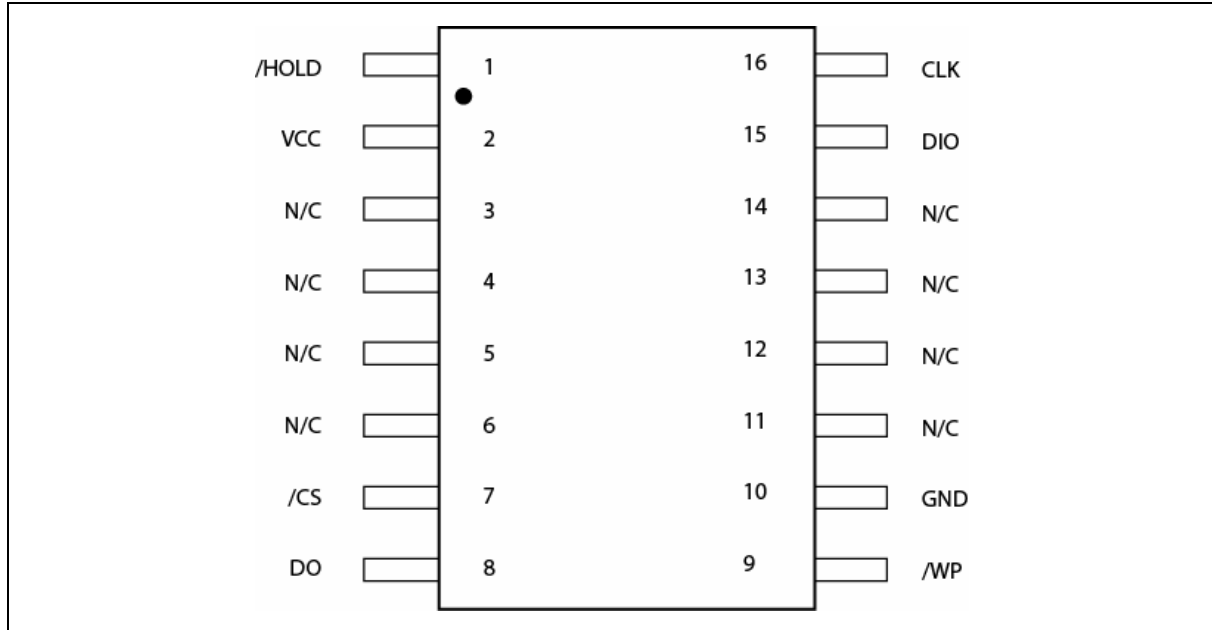 /HOLD 1 16 CLK
VCC 2 15 DIO
N/C 3 14 N/C
N/C 4 13 N/C
N/C 5 12 N/C
N/C 6 11 N/C
/CS 7 10 GND
DO 8 9 /WP